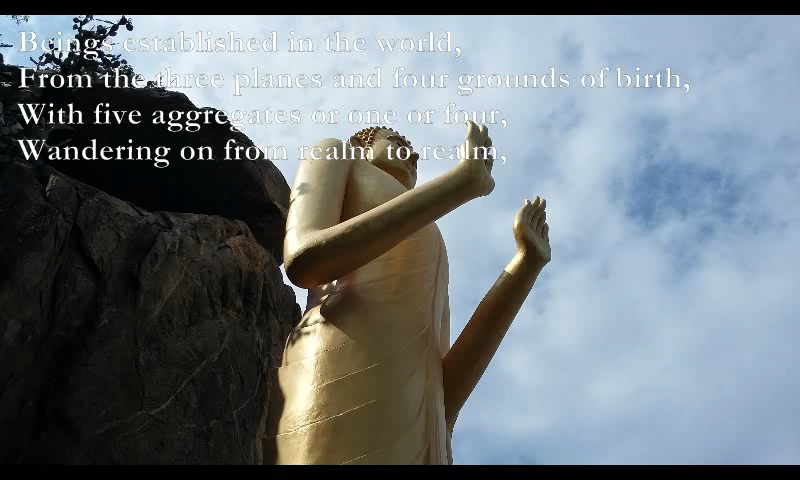 Beings established in the world,
From the three planes and four grounds of birth,
With five aggregates or one or four,
Wandering on from realm to realm,